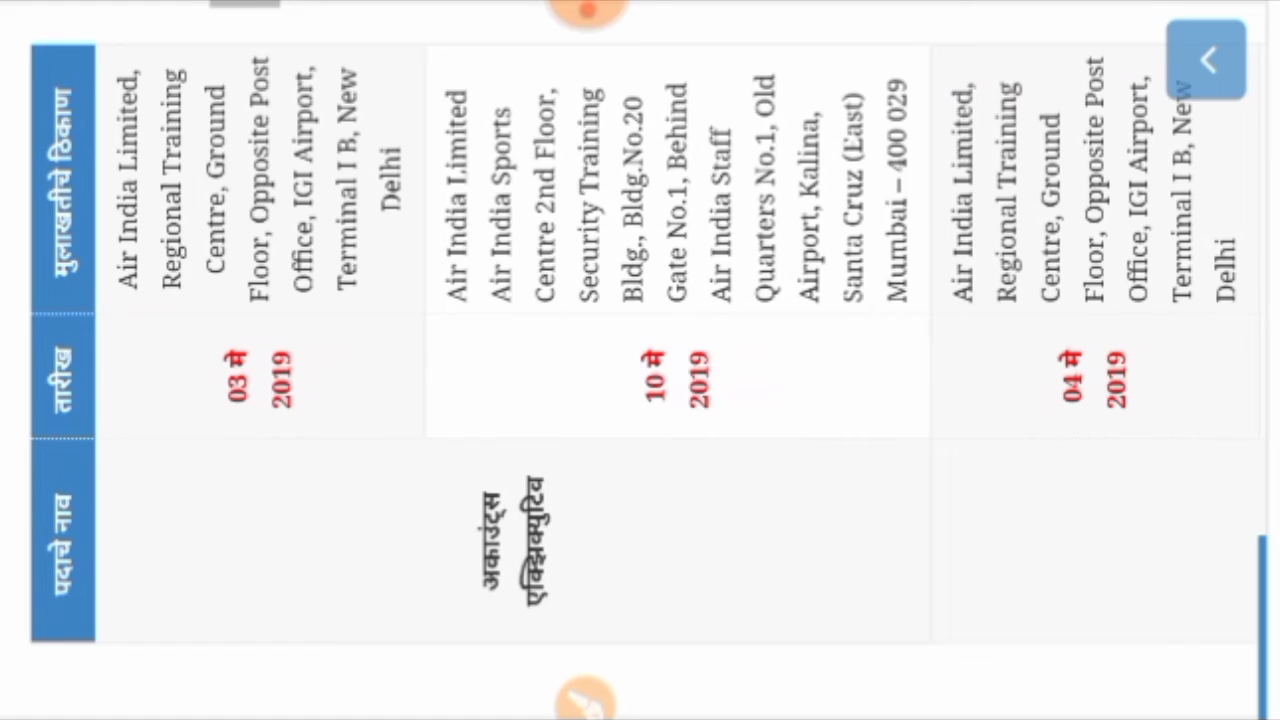 पदाचे नाव
तारीख
मुलाखतीचे ठिकाण
अकाउंट्स
एक्झिक्युटिव
03 मे
2019
Air India Limited,
Regional Training
Centre, Ground
Floor, Opposite Post
Office, IGI Airport,
Terminal I B, New
Delhi
10 मे
2019
Air India Limited
Air India Sports
Centre 2nd Floor,
Security Training
Bldg., Bldg.No.20
Gate No.1, Behind
Air India Staff
Quarters No.1, Old
Airport, Kalina,
Santa Cruz (East)
Mumbai – 400 029
04 मे
2019
Air India Limited,
Regional Training
Centre, Ground
Floor, Opposite Post
Office, IGI Airport,
Terminal I B, New
Delhi